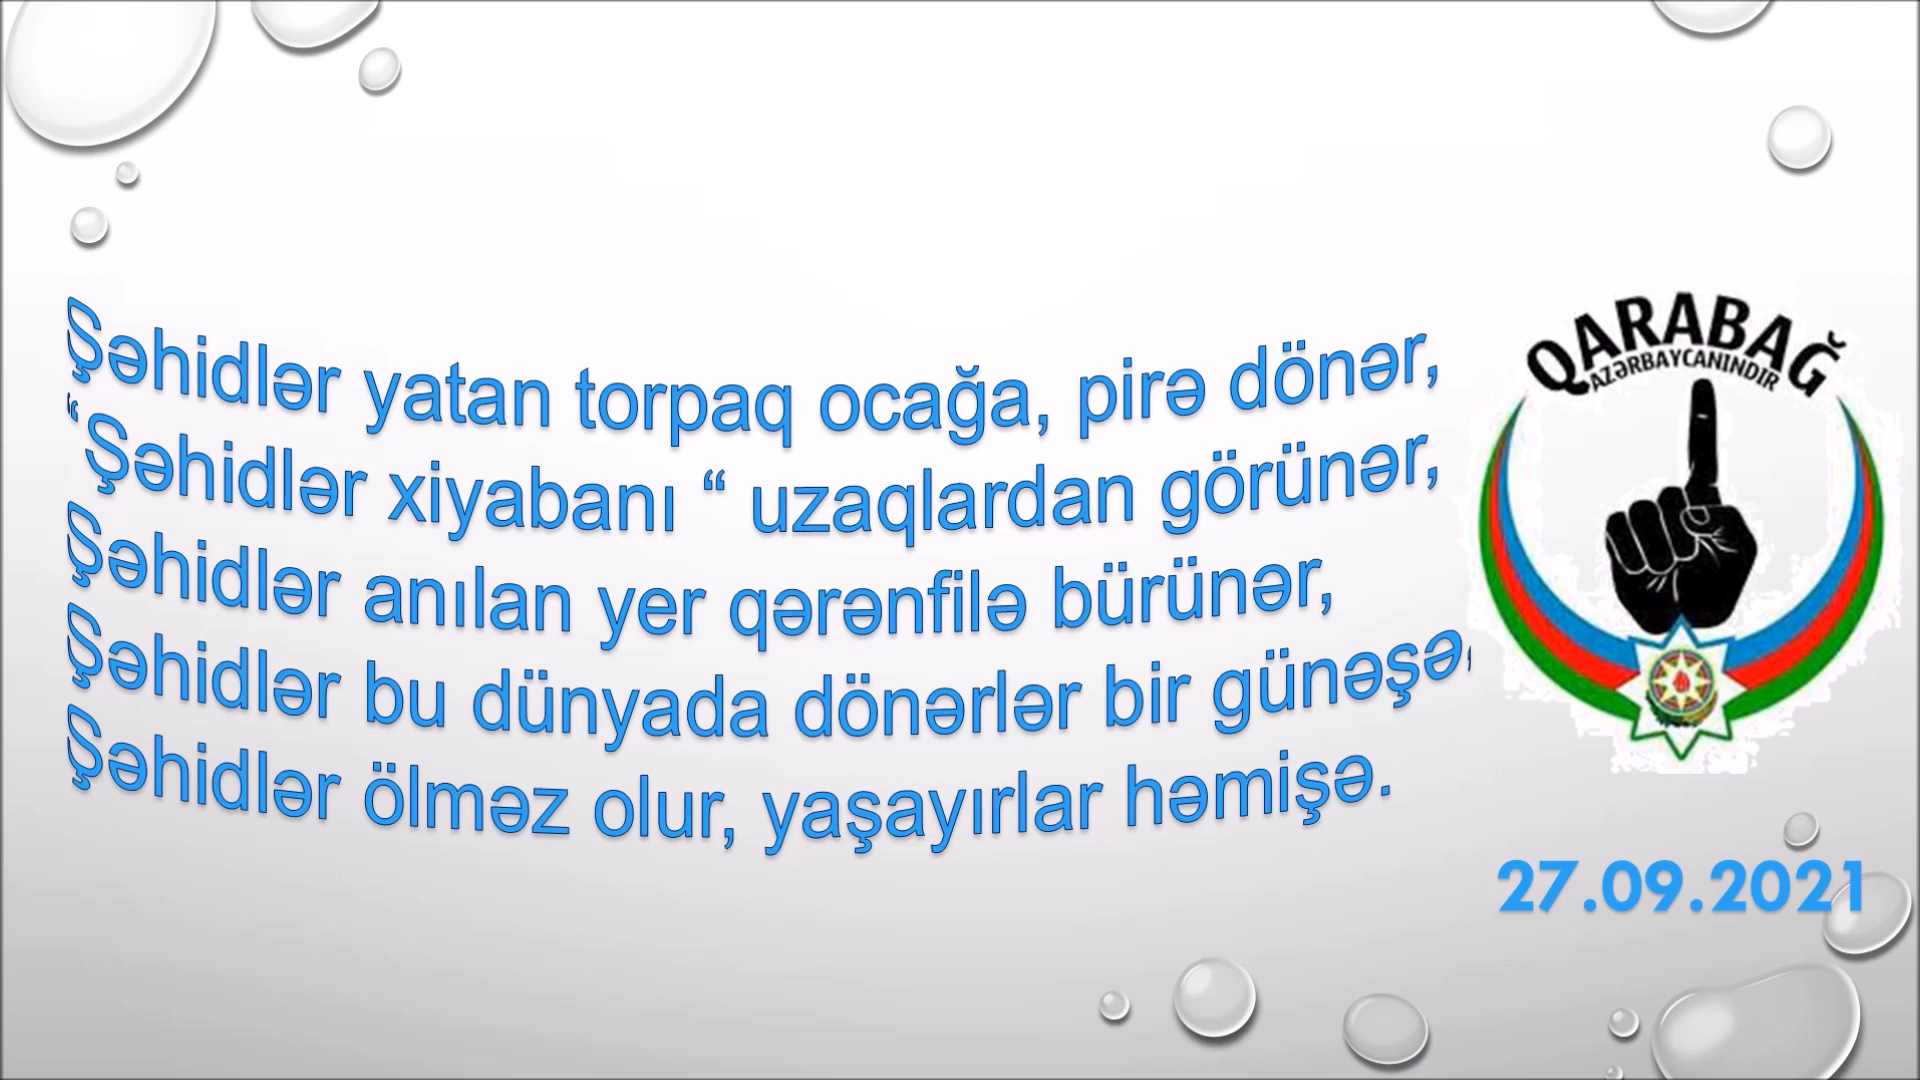 Şəhidlər yatan torpaq ocağa, pirə dönər,
“Şəhidlər xiyabanı “ uzaqlardan görünər,
Şəhidlər anılan yer qərənfilə bürünər,
Şəhidlər bu dünyada dönərlər bir günəşə,
Şəhidlər ölməz olur, yaşayırlar həmişə.
QARABAĞ
AZƏRBAYCANINDIR
27.09.2021